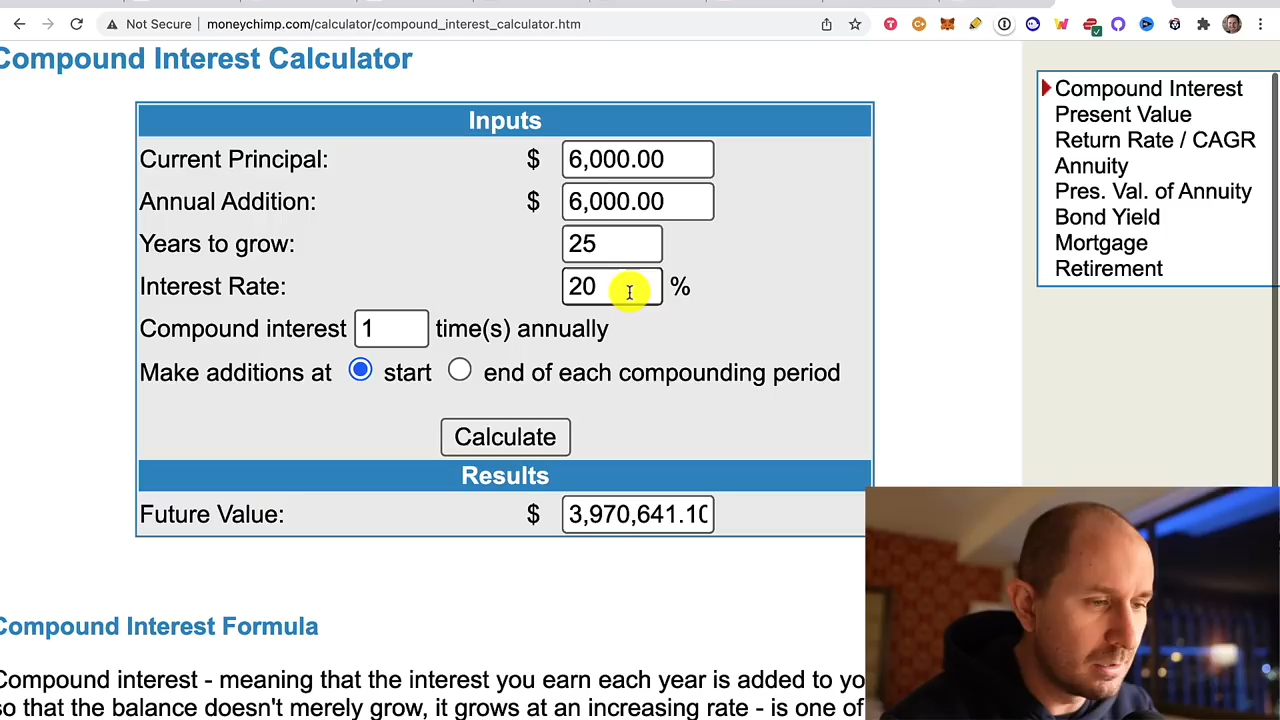 Not Secure moneychimp.com/calculator/compound_interest_calculator.htm
Compound Interest Calculator
Inputs
Current Principal: $ 6,000.00
Annual Addition: $ 6,000.00
Years to grow: 25
Interest Rate: 20 %
Compound interest 1 time(s) annually
Make additions at start end of each compounding period
Calculate
Results
Future Value: $ 3,970,641.10
Compound Interest
Present Value
Return Rate / CAGR
Annuity
Pres. Val. of Annuity
Bond Yield
Mortgage
Retirement
Compound Interest Formula
Compound interest - meaning that the interest you earn each year is added to yo
so that the balance doesn't merely grow, it grows at an increasing rate - is one of